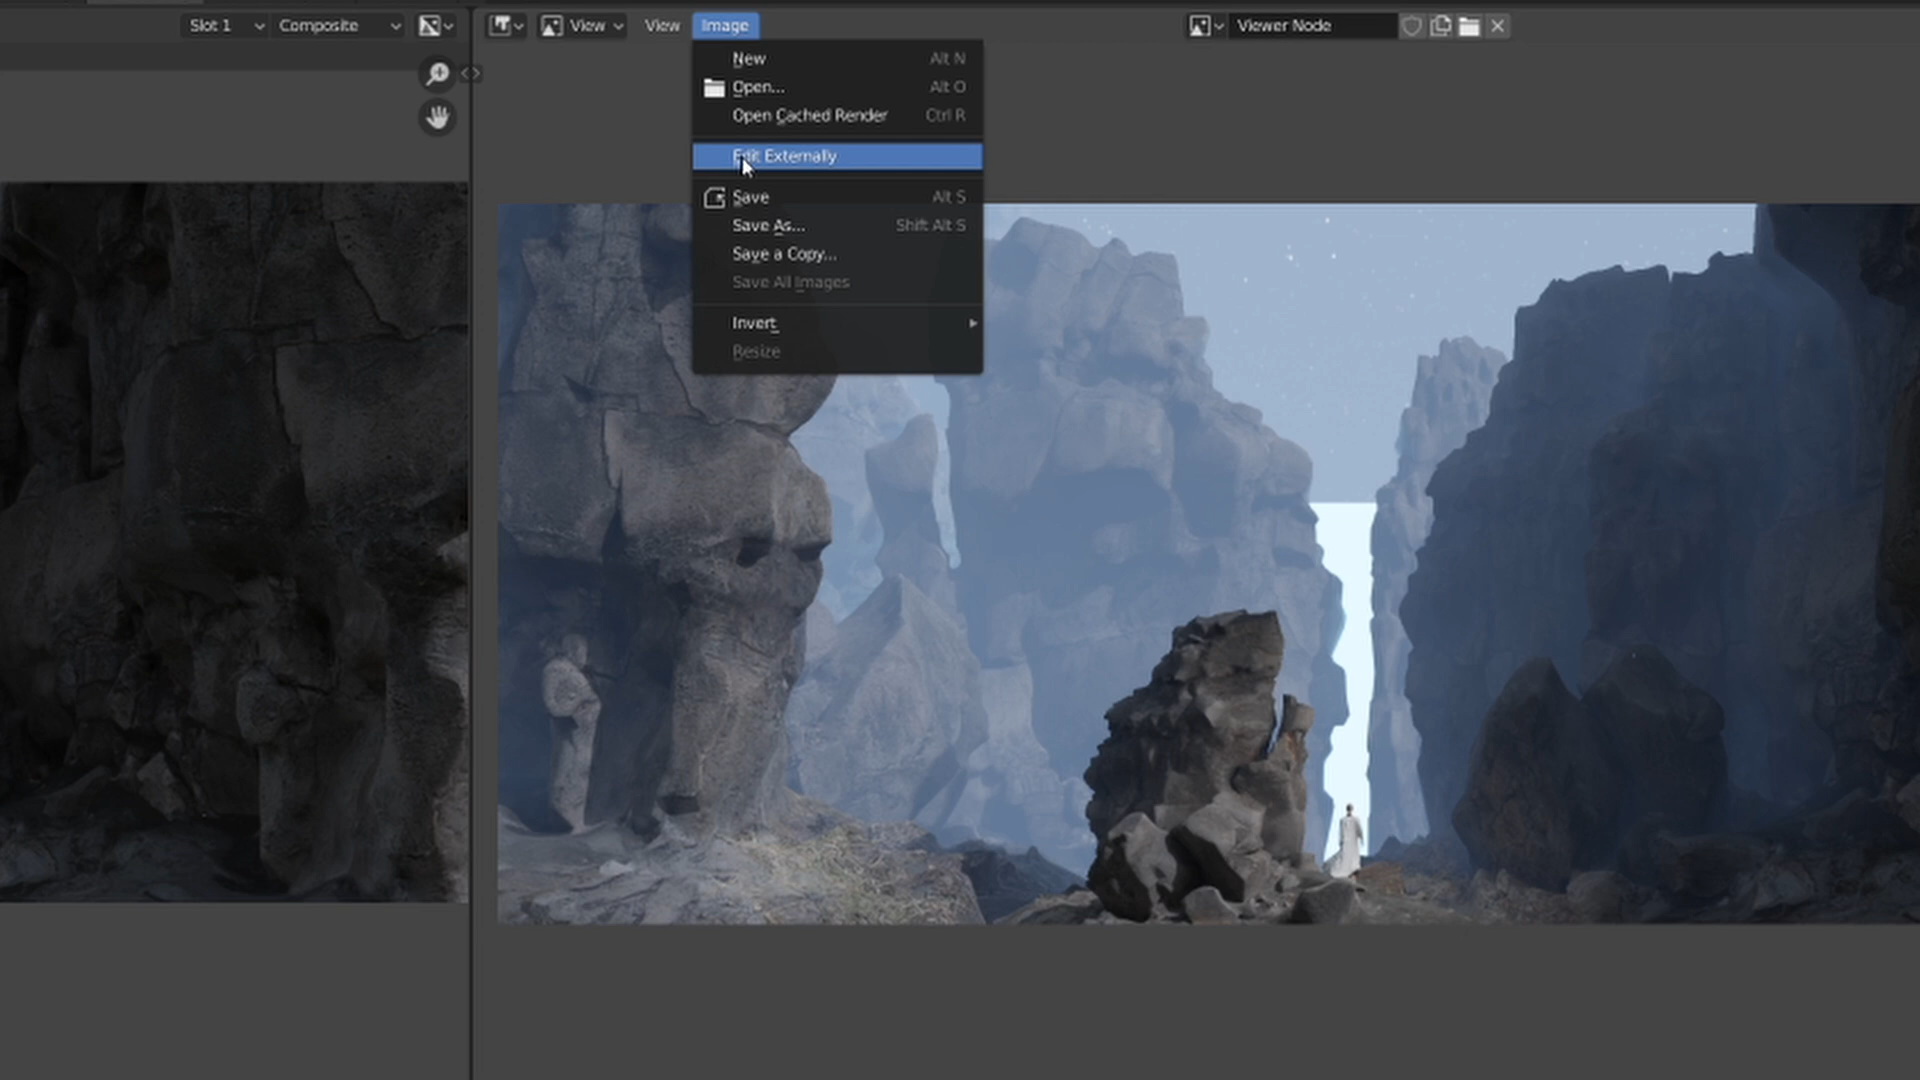 Slot 1 Composite View View Image Viewer Node
New Alt N
Open... Alt O
Open Cached Render Ctrl R
Edit Externally
Save Alt S
Save As... Shift Alt S
Save a Copy...
Save All Images
Invert
Resize